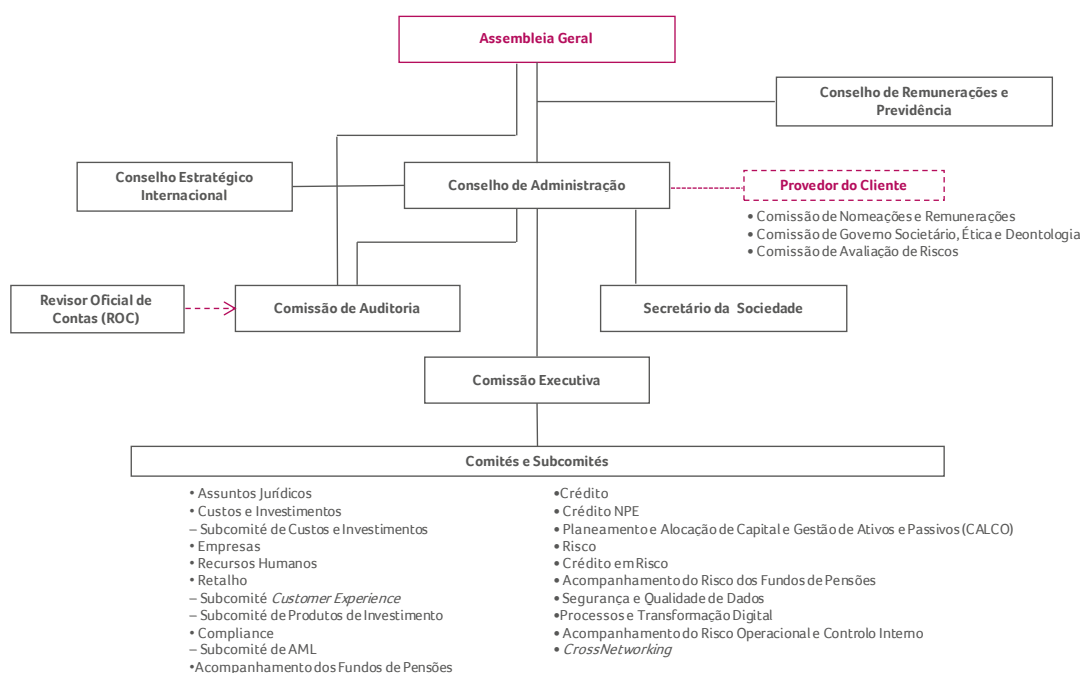 Assembleia Geral
Conselho de Remunerações e
Previdência
Conselho Estratégico
Internacional
Conselho de Administração
Provedor do Cliente
• Comissão de Nomeações e Remunerações
• Comissão de Governo Societário, Ética e Deontologia
• Comissão de Avaliação de Riscos
Revisor Oficial de
Contas (ROC)
Comissão de Auditoria
Secretário da Sociedade
Comissão Executiva
Comités e Subcomités
• Assuntos Jurídicos
• Custos e Investimentos
– Subcomité de Custos e Investimentos
• Empresas
• Recursos Humanos
• Retalho
– Subcomité Customer Experience
– Subcomité de Produtos de Investimento
• Compliance
– Subcomité de AML
•Acompanhamento dos Fundos de Pensões
•Crédito
• Crédito NPE
• Planeamento e Alocação de Capital e Gestão de Ativos e Passivos (CALCO)
• Risco
• Crédito em Risco
• Acompanhamento do Risco dos Fundos de Pensões
• Segurança e Qualidade de Dados
•Processos e Transformação Digital
• Acompanhamento do Risco Operacional e Controlo Interno
• CrossNetworking